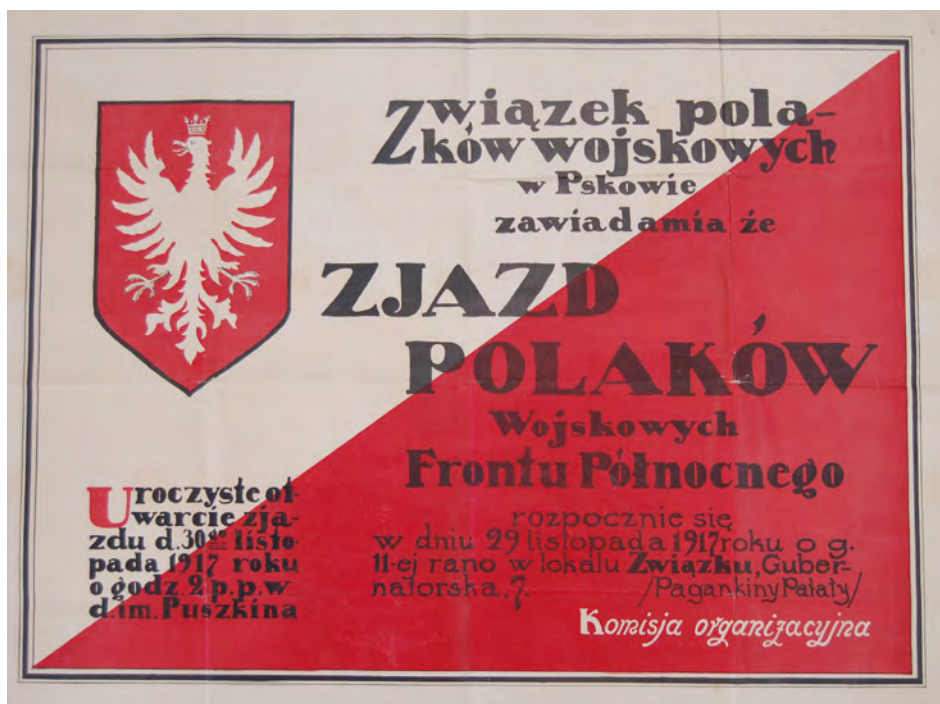 Związek pola-
ków wojskowych
w Pskowie
zawiadamia że
ZJAZD
POLAKÓW
Wojskowych
Frontu Północnego
rozpocznie się
w dniu 29 listopada 1917 roku o g.
11-ej rano w lokalu Związku, Guber-
natorska, 7. /Pagankiny Pałaty/
Komisja organizacyjna
Uroczyste ot-
warcie zja-
zdu d. 30go listo-
pada 1917 roku
o godz. 2 p.p. w
d. im. Puszkina